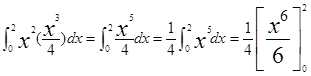 ∫₀² x²(x³/4)dx = ∫₀² x⁵/4 dx = 1/4 ∫₀² x⁵dx = 1/4 [x⁶/6]₀²